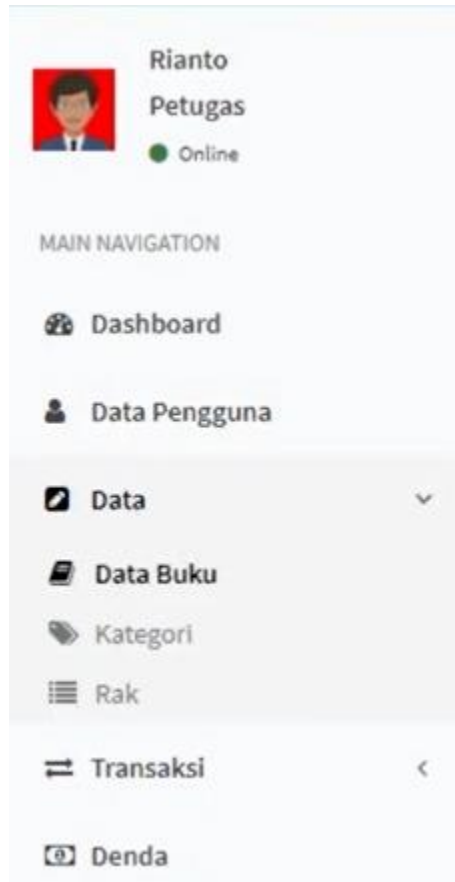 Rianto
Petugas
Online
MAIN NAVIGATION
Dashboard
Data Pengguna
Data
Data Buku
Kategori
Rak
Transaksi
Denda